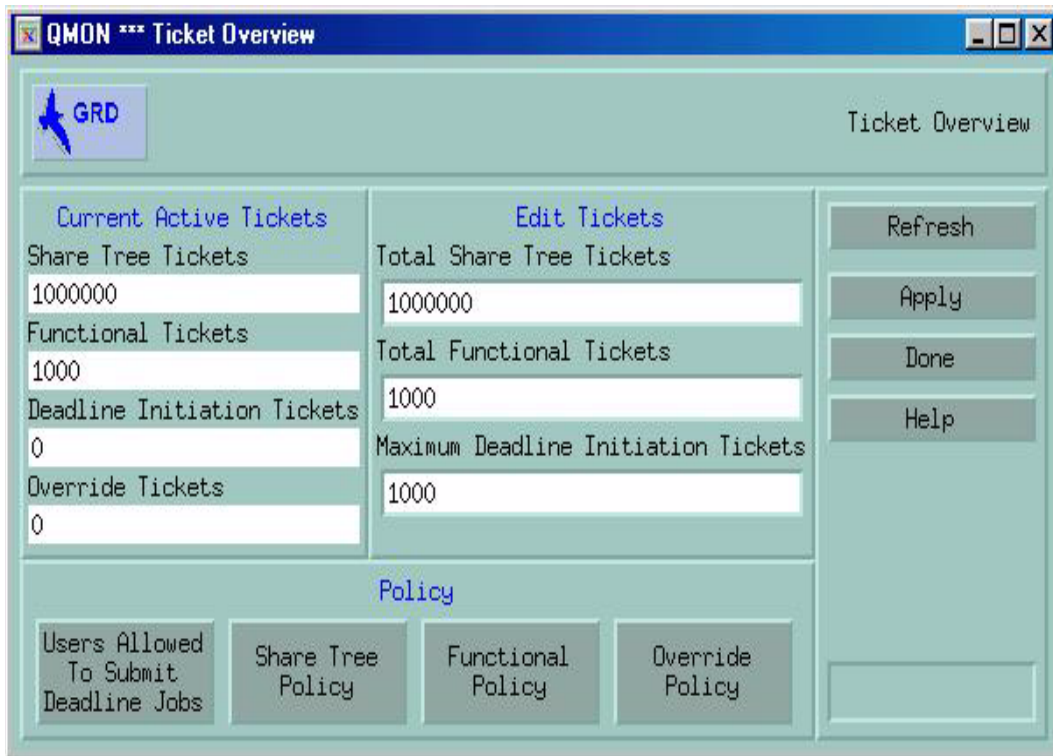 QMON *** Ticket Overview
GRD
Ticket Overview
Current Active Tickets
Share Tree Tickets
1000000
Functional Tickets
1000
Deadline Initiation Tickets
0
Override Tickets
0
Edit Tickets
Total Share Tree Tickets
1000000
Total Functional Tickets
1000
Maximum Deadline Initiation Tickets
1000
Refresh
Apply
Done
Help
Policy
Users Allowed
To Submit
Deadline Jobs
Share Tree
Policy
Functional
Policy
Override
Policy